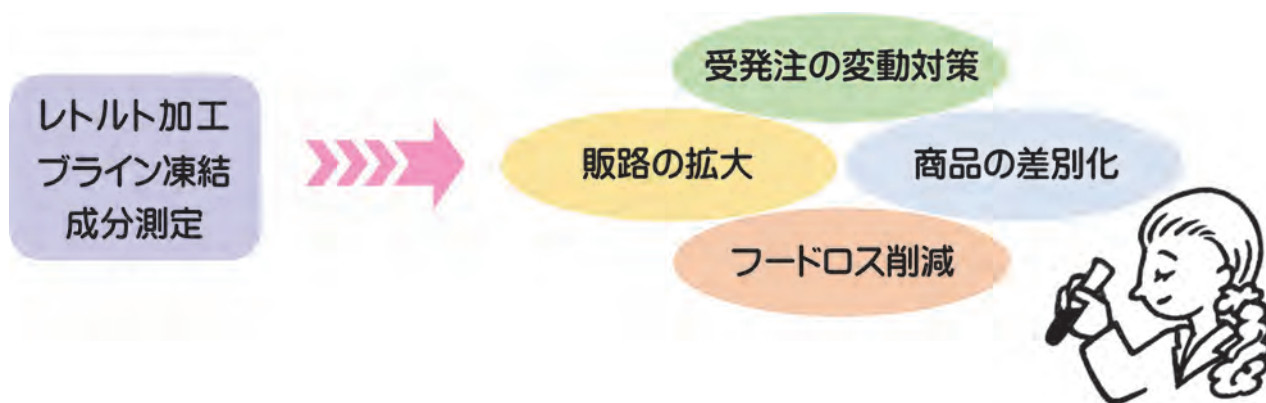 レトルト加工
ブライン凍結
成分測定
受発注の変動対策
販路の拡大
商品の差別化
フードロス削減